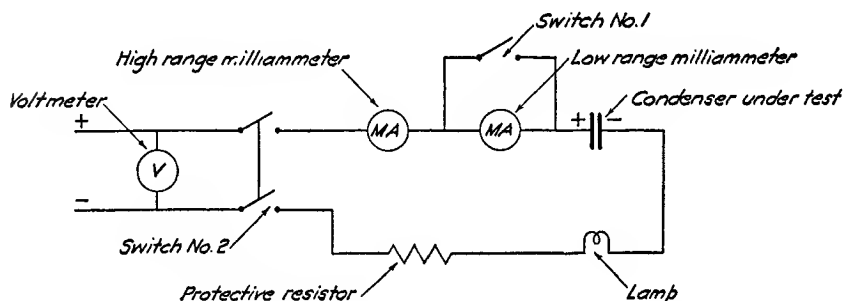 Switch No.1
High range milliammeter
Low range milliammeter
Voltmeter
Condenser under test
+
MA
MA
+ -
V
-
Switch No.2
Protective resistor
Lamp